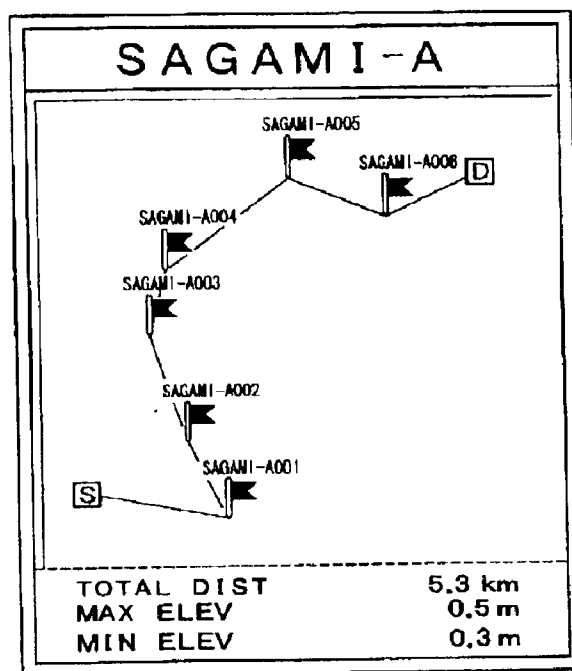 SAGAMI-A
SAGAMI-A005
SAGAMI-A006
D
SAGAMI-A004
SAGAMI-A003
SAGAMI-A002
SAGAMI-A001
S
TOTAL DIST 5.3 km
MAX ELEV 0.5 m
MIN ELEV 0.3 m